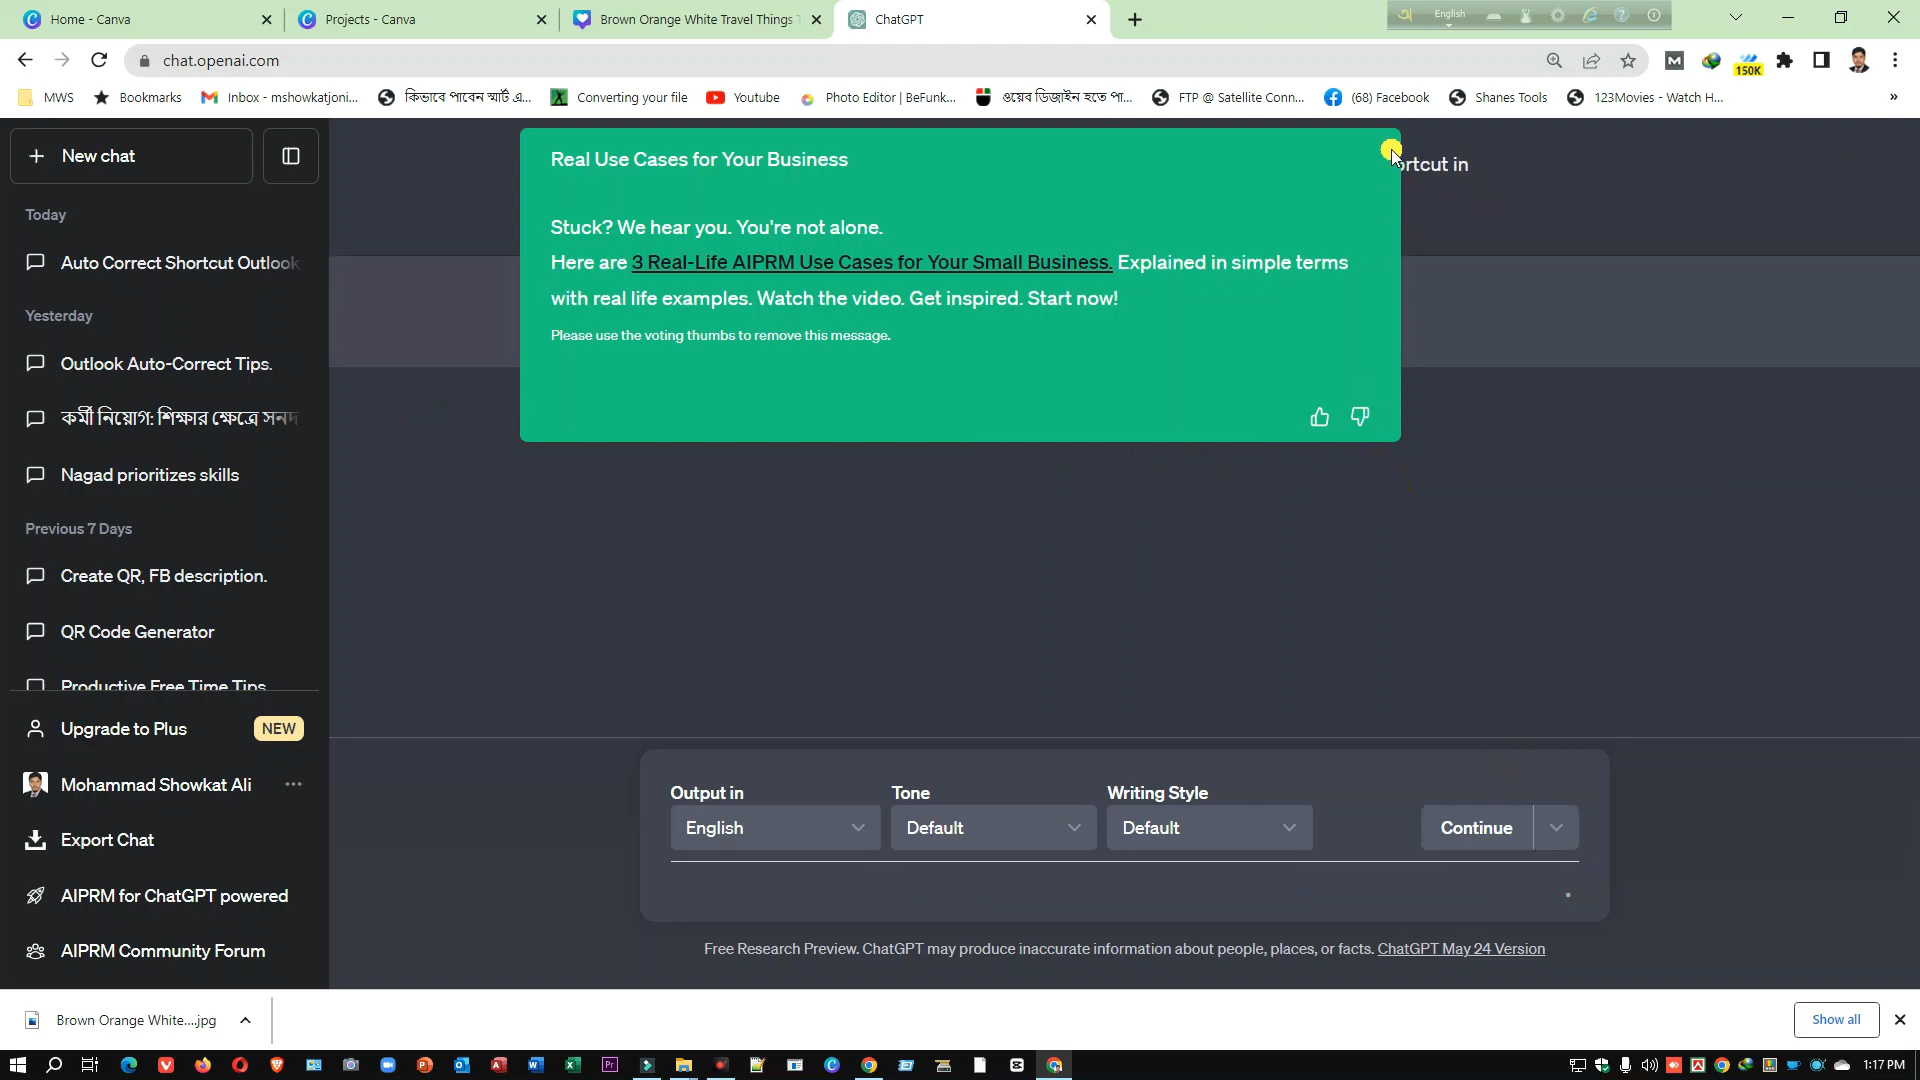 Home - Canva
Projects - Canva
Brown Orange White Travel Things T
ChatGPT
English
chat.openai.com
150K
MWS
Bookmarks
Inbox - mshowkatjoni...
কিভাবে পাবেন স্মার্ট এ...
Converting your file
Youtube
Photo Editor | BeFunk...
ওয়েব ডিজাইন হতে পা...
FTP @ Satellite Conn...
(68) Facebook
Shanes Tools
123Movies - Watch H...
»
New chat
Today
Auto Correct Shortcut Outlook
Yesterday
Outlook Auto-Correct Tips.
কর্মী নিয়োগ: শিক্ষার ক্ষেত্রে সনদ
Nagad prioritizes skills
Previous 7 Days
Create QR, FB description.
QR Code Generator
Productive Free Time Tips
Upgrade to Plus
NEW
Mohammad Showkat Ali
Export Chat
AIPRM for ChatGPT powered
AIPRM Community Forum
Real Use Cases for Your Business
ortcut in
Stuck? We hear you. You're not alone.
Here are 3 Real-Life AIPRM Use Cases for Your Small Business. Explained in simple terms
with real life examples. Watch the video. Get inspired. Start now!
Please use the voting thumbs to remove this message.
Output in
Tone
Writing Style
English
Default
Default
Continue
Free Research Preview. ChatGPT may produce inaccurate information about people, places, or facts. ChatGPT May 24 Version
Brown Orange White....jpg
Show all
1:17 PM